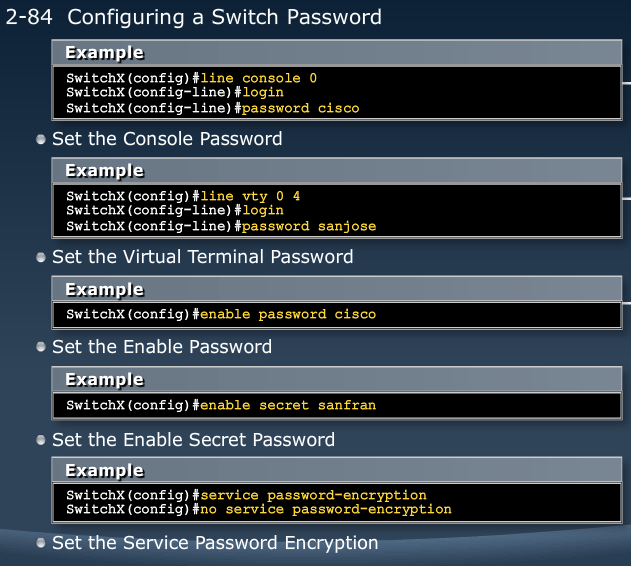 2-84 Configuring a Switch Password
Example
SwitchX(config)#line console 0
SwitchX(config-line)#login
SwitchX(config-line)#password cisco
Set the Console Password
Example
SwitchX(config)#line vty 0 4
SwitchX(config-line)#login
SwitchX(config-line)#password sanjose
Set the Virtual Terminal Password
Example
SwitchX(config)#enable password cisco
Set the Enable Password
Example
SwitchX(config)#enable secret sanfran
Set the Enable Secret Password
Example
SwitchX(config)#service password-encryption
SwitchX(config)#no service password-encryption
Set the Service Password Encryption